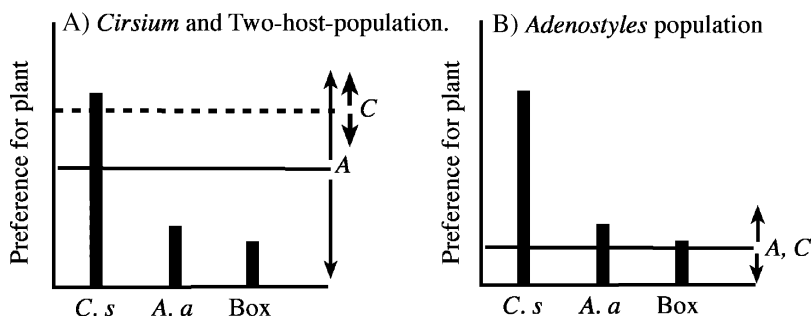 A) Cirsium and Two-host-population.
Preference for plant
C
A
C. s A. a Box
B) Adenostyles population
Preference for plant
A, C
C. s A. a Box